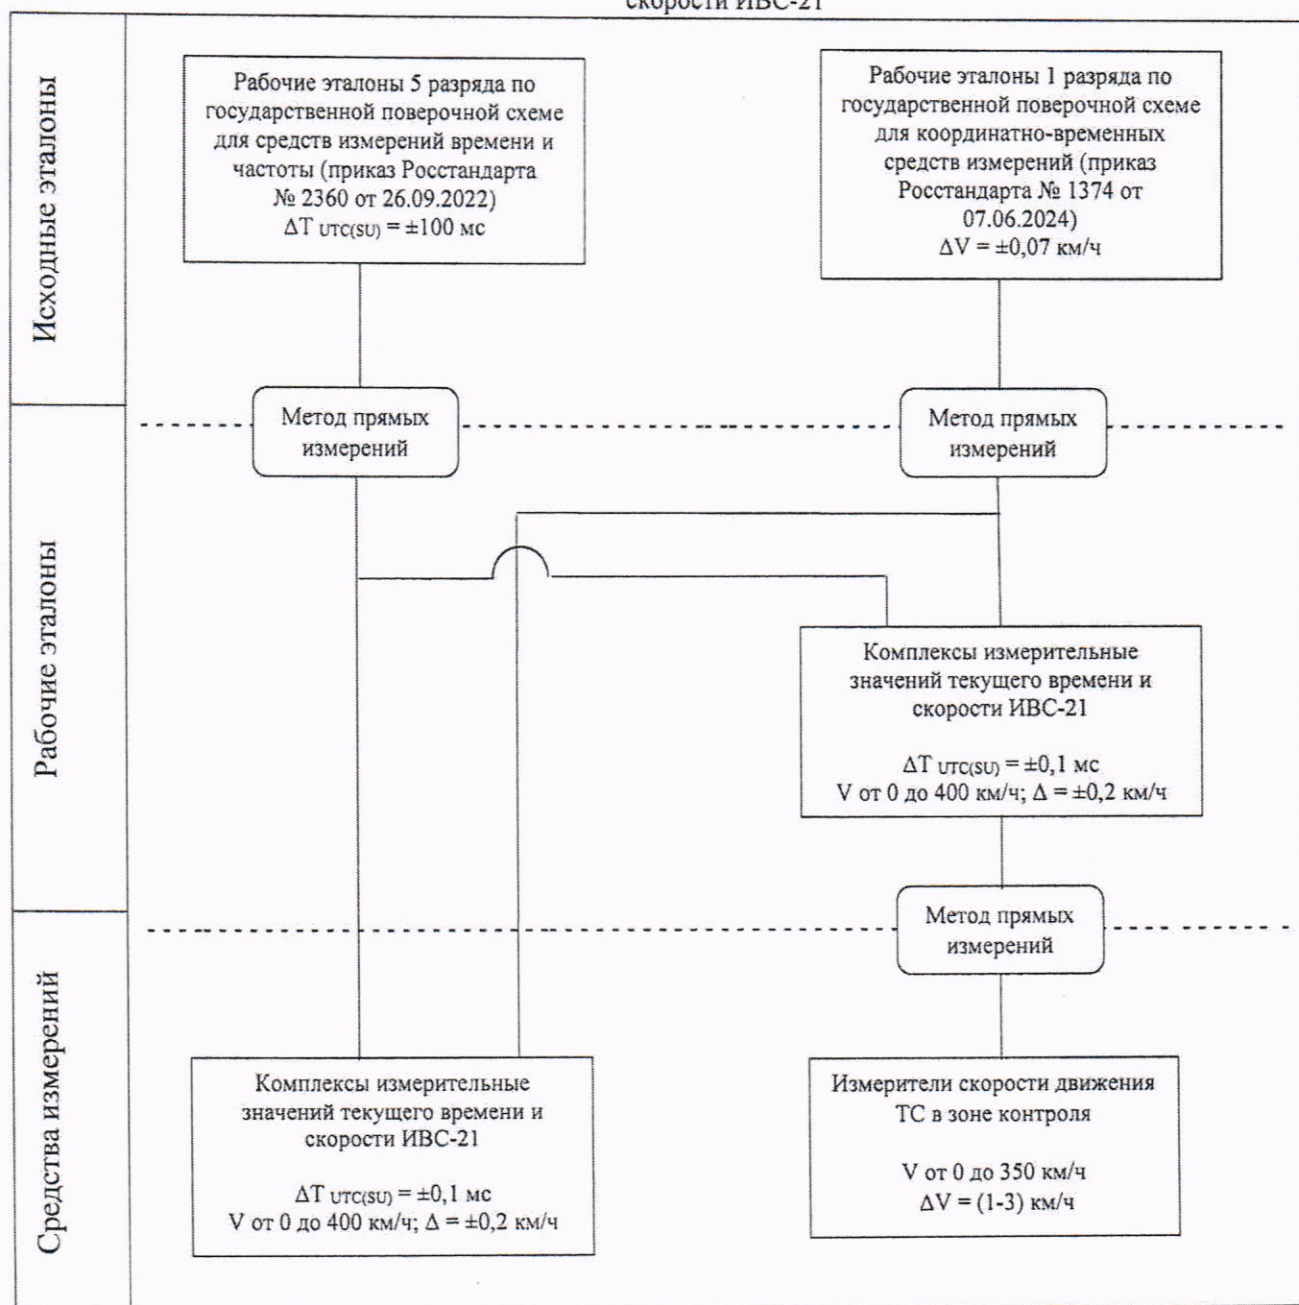 скорости ИВС-21
Исходные эталоны
Рабочие эталоны 5 разряда по
государственной поверочной схеме
для средств измерений времени и
частоты (приказ Росстандарта
№ 2360 от 26.09.2022)
ΔT UTC(SU) = ±100 мс
Рабочие эталоны 1 разряда по
государственной поверочной схеме
для координатно-временных
средств измерений (приказ
Росстандарта № 1374 от
07.06.2024)
ΔV = ±0,07 км/ч
Метод прямых
измерений
Метод прямых
измерений
Рабочие эталоны
Комплексы измерительные
значений текущего времени и
скорости ИВС-21
ΔT UTC(SU) = ±0,1 мс
V от 0 до 400 км/ч; Δ = ±0,2 км/ч
Метод прямых
измерений
Средства измерений
Комплексы измерительные
значений текущего времени и
скорости ИВС-21
ΔT UTC(SU) = ±0,1 мс
V от 0 до 400 км/ч; Δ = ±0,2 км/ч
Измерители скорости движения
ТС в зоне контроля
V от 0 до 350 км/ч
ΔV = (1-3) км/ч